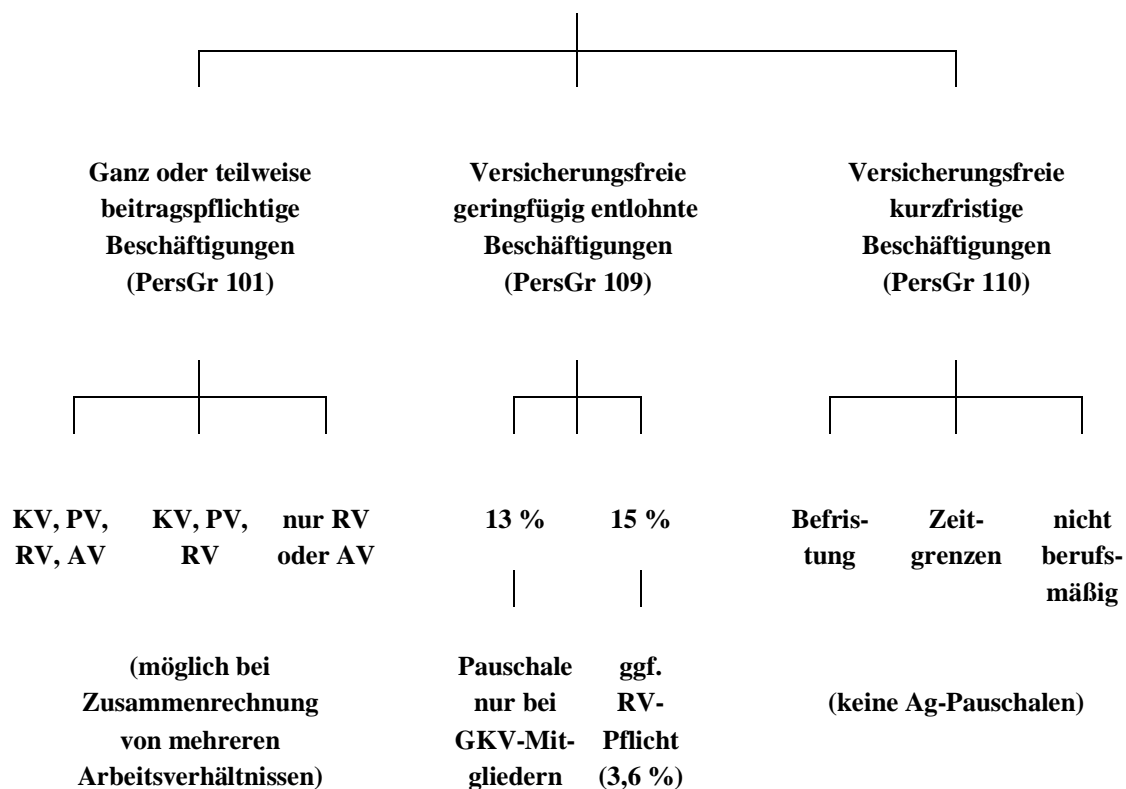 Ganz oder teilweise
beitragspflichtige
Beschäftigungen
(PersGr 101)
Versicherungsfreie
geringfügig entlohnte
Beschäftigungen
(PersGr 109)
Versicherungsfreie
kurzfristige
Beschäftigungen
(PersGr 110)
KV, PV,
RV, AV
KV, PV,
RV
nur RV
oder AV
13 %
15 %
Befris-
tung
Zeit-
grenzen
nicht
berufs-
mäßig
(möglich bei
Zusammenrechnung
von mehreren
Arbeitsverhältnissen)
Pauschale
nur bei
GKV-Mit-
gliedern
ggf.
RV-
Pflicht
(3,6 %)
(keine Ag-Pauschalen)